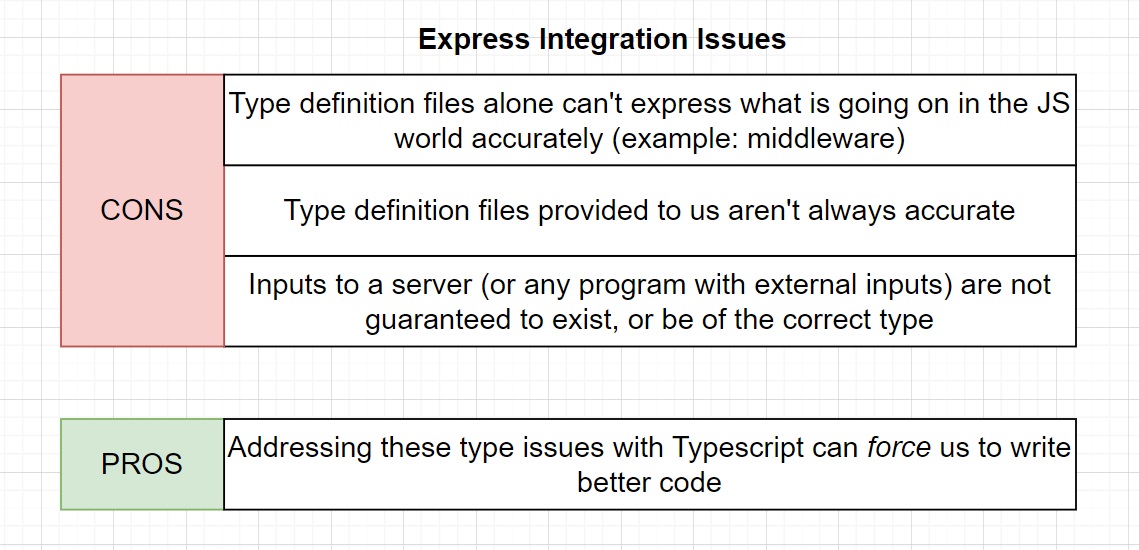 Express Integration Issues
CONS
Type definition files alone can't express what is going on in the JS
world accurately (example: middleware)
Type definition files provided to us aren't always accurate
Inputs to a server (or any program with external inputs) are not
guaranteed to exist, or be of the correct type
PROS
Addressing these type issues with Typescript can force us to write
better code